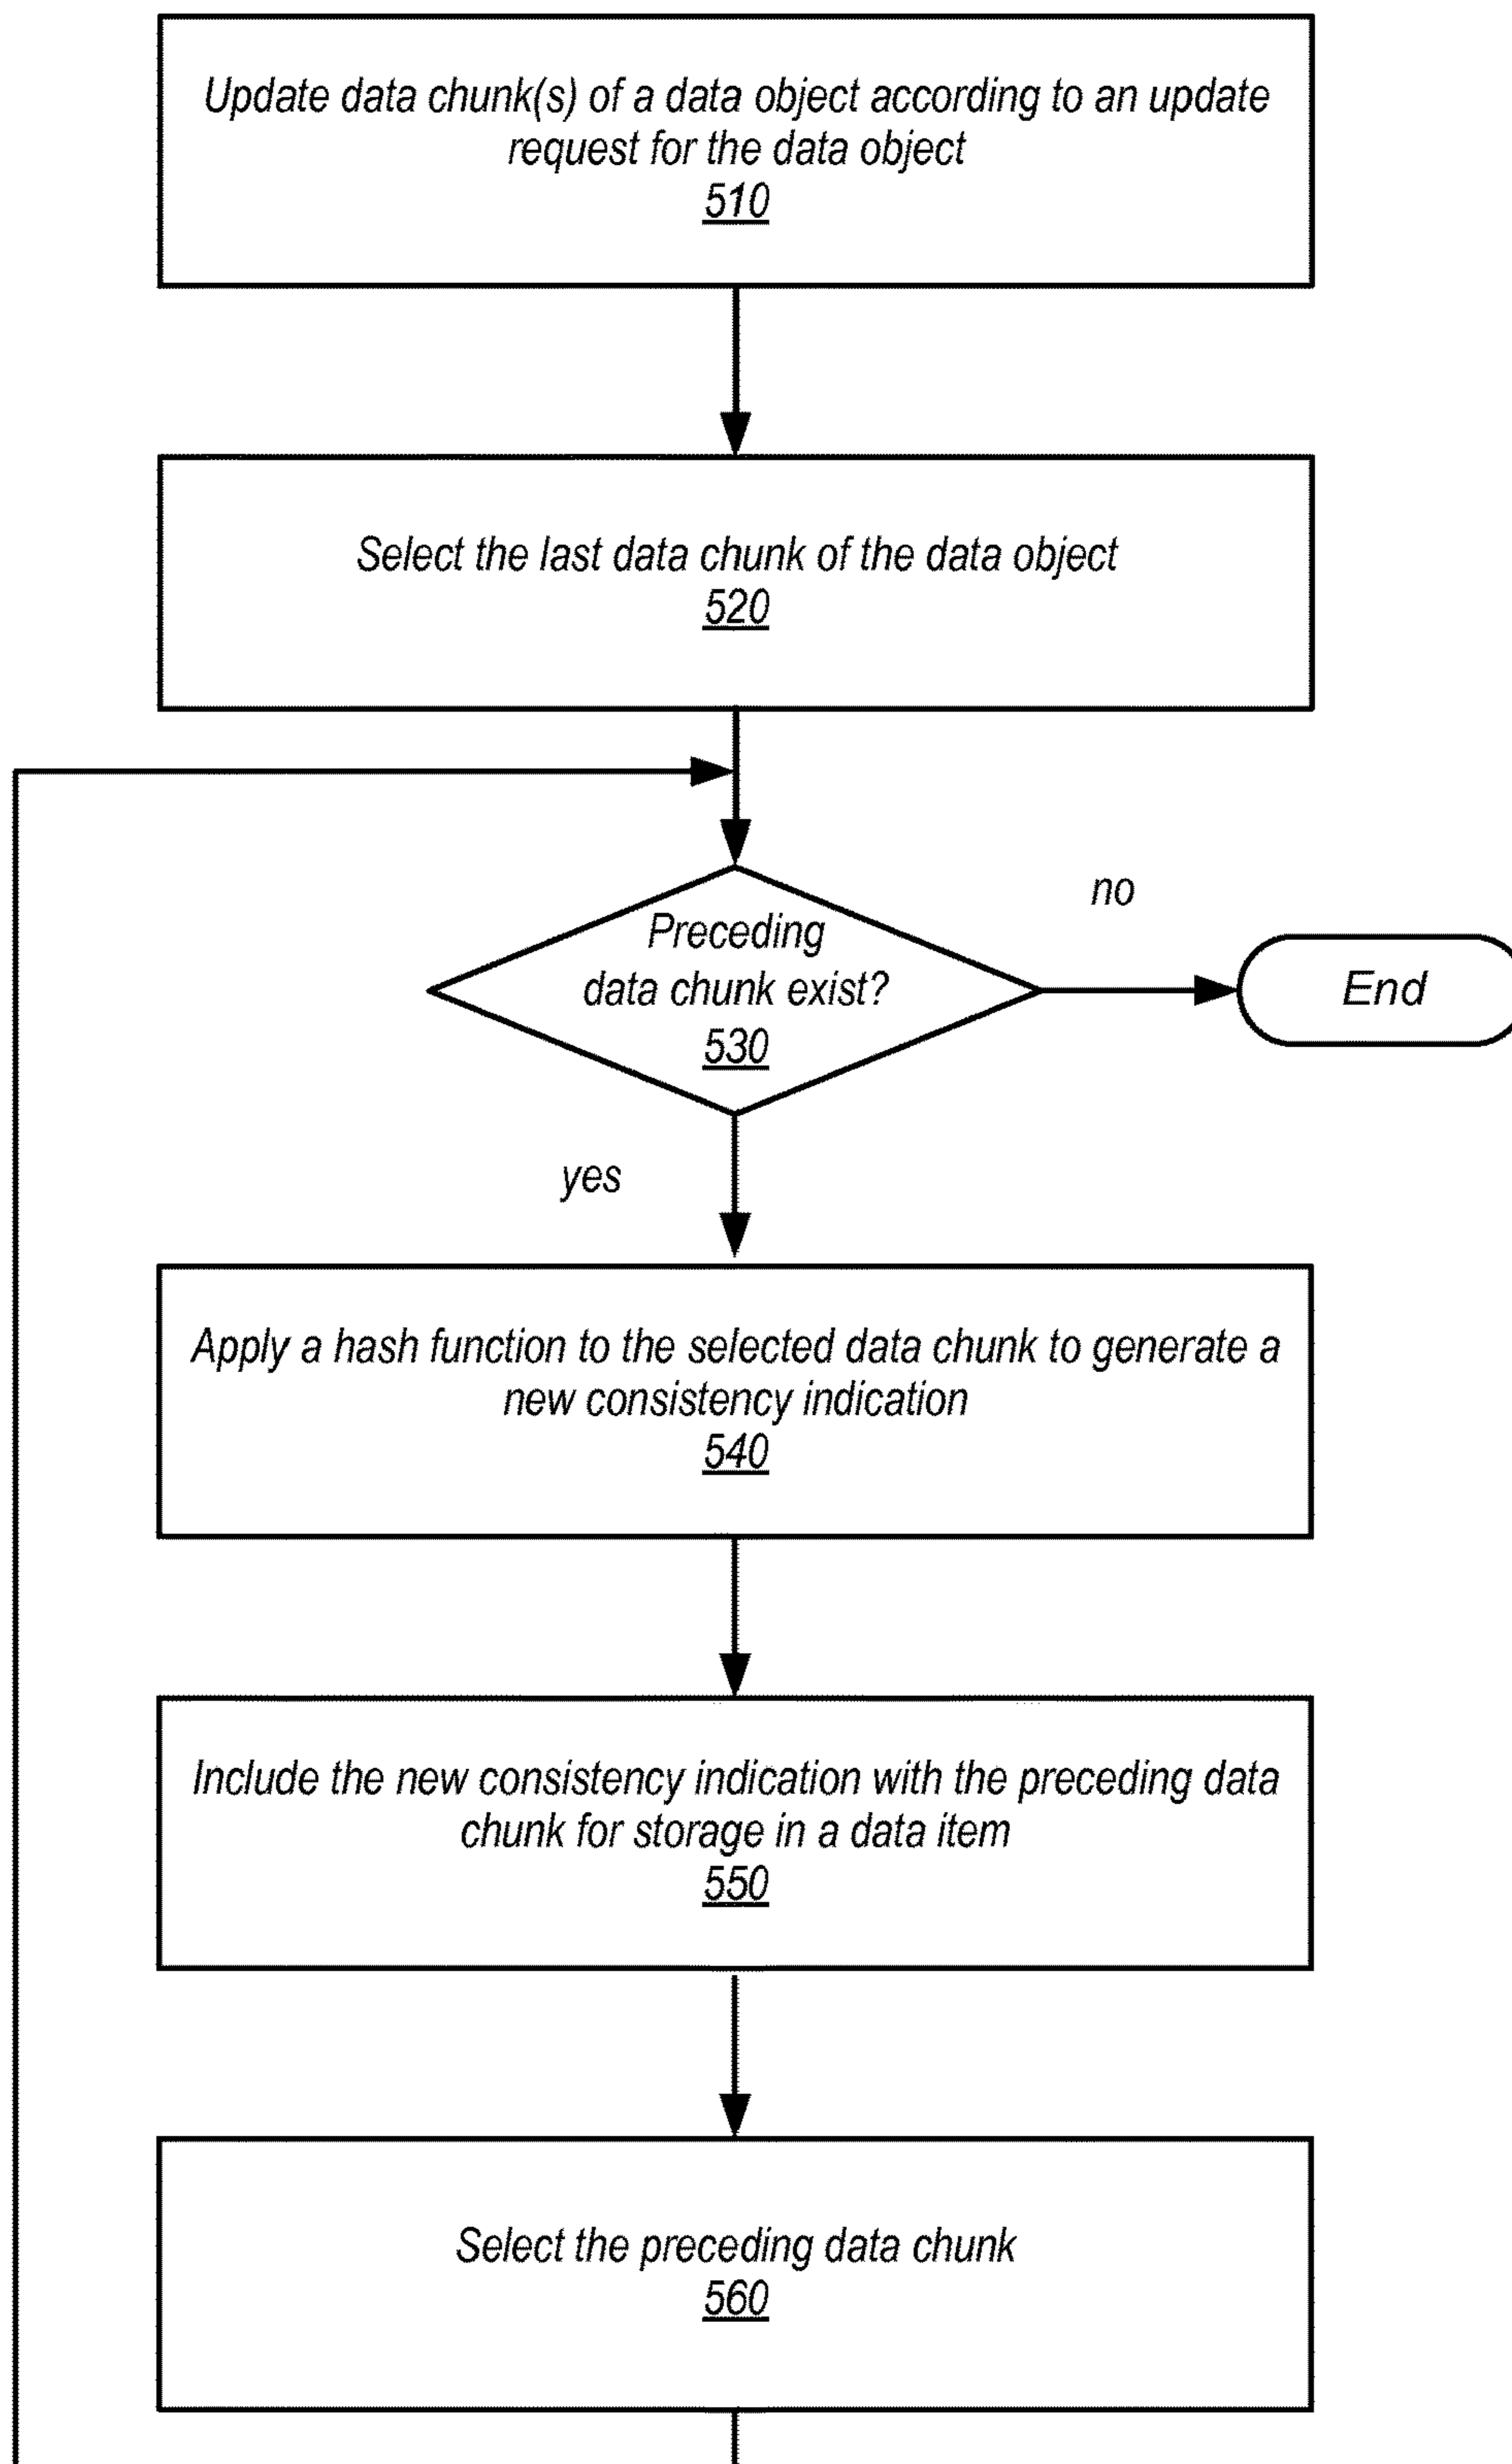 Update data chunk(s) of a data object according to an update
request for the data object
510
Select the last data chunk of the data object
520
Preceding
data chunk exist?
530
no
End
yes
Apply a hash function to the selected data chunk to generate a
new consistency indication
540
Include the new consistency indication with the preceding data
chunk for storage in a data item
550
Select the preceding data chunk
560